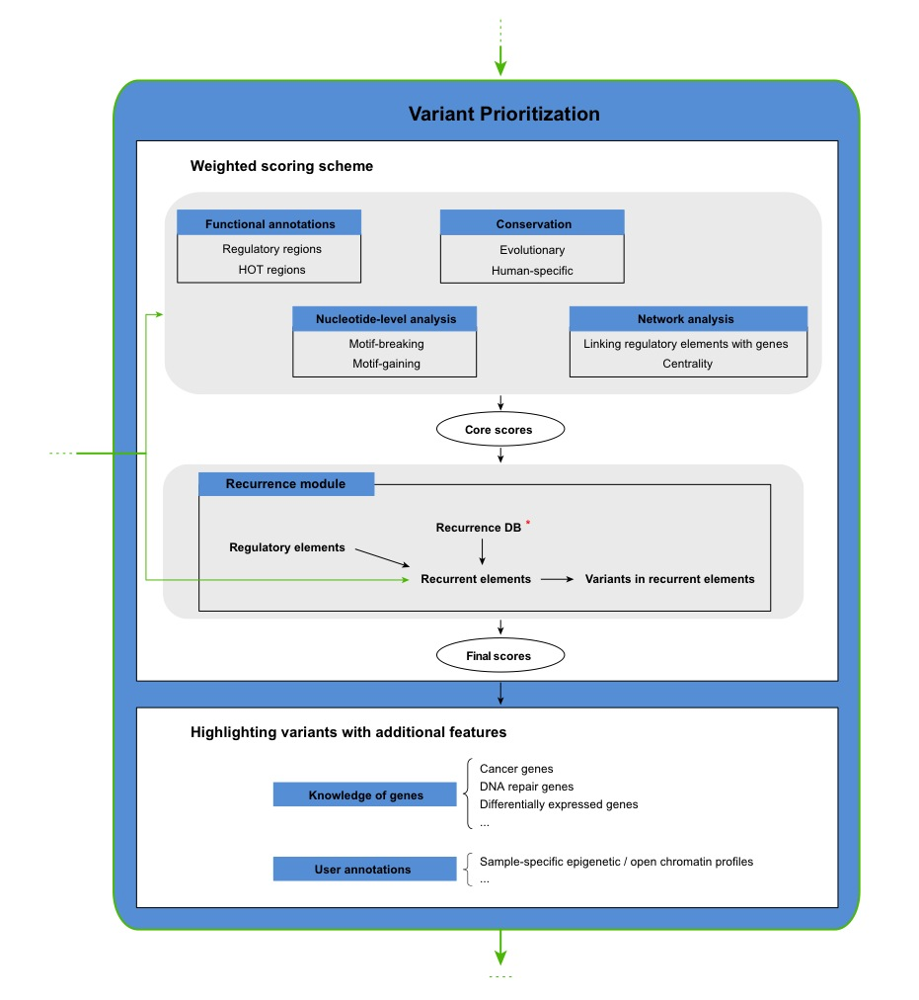 Variant Prioritization
Weighted scoring scheme
Functional annotations
Regulatory regions
HOT regions
Conservation
Evolutionary
Human-specific
Nucleotide-level analysis
Motif-breaking
Motif-gaining
Network analysis
Linking regulatory elements with genes
Centrality
Core scores
Recurrence module
Recurrence DB *
Regulatory elements
Recurrent elements
Variants in recurrent elements
Final scores
Highlighting variants with additional features
Knowledge of genes
Cancer genes
DNA repair genes
Differentially expressed genes
...
User annotations
Sample-specific epigenetic / open chromatin profiles
...